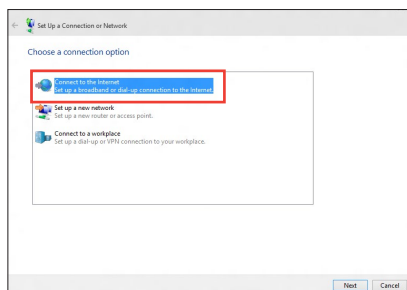 Set Up a Connection or Network
Choose a connection option
Connect to the Internet
Set up a broadband or dial-up connection to the Internet.
Set up a new network
Set up a new router or access point.
Connect to a workplace
Set up a dial-up or VPN connection to your workplace.
Next Cancel